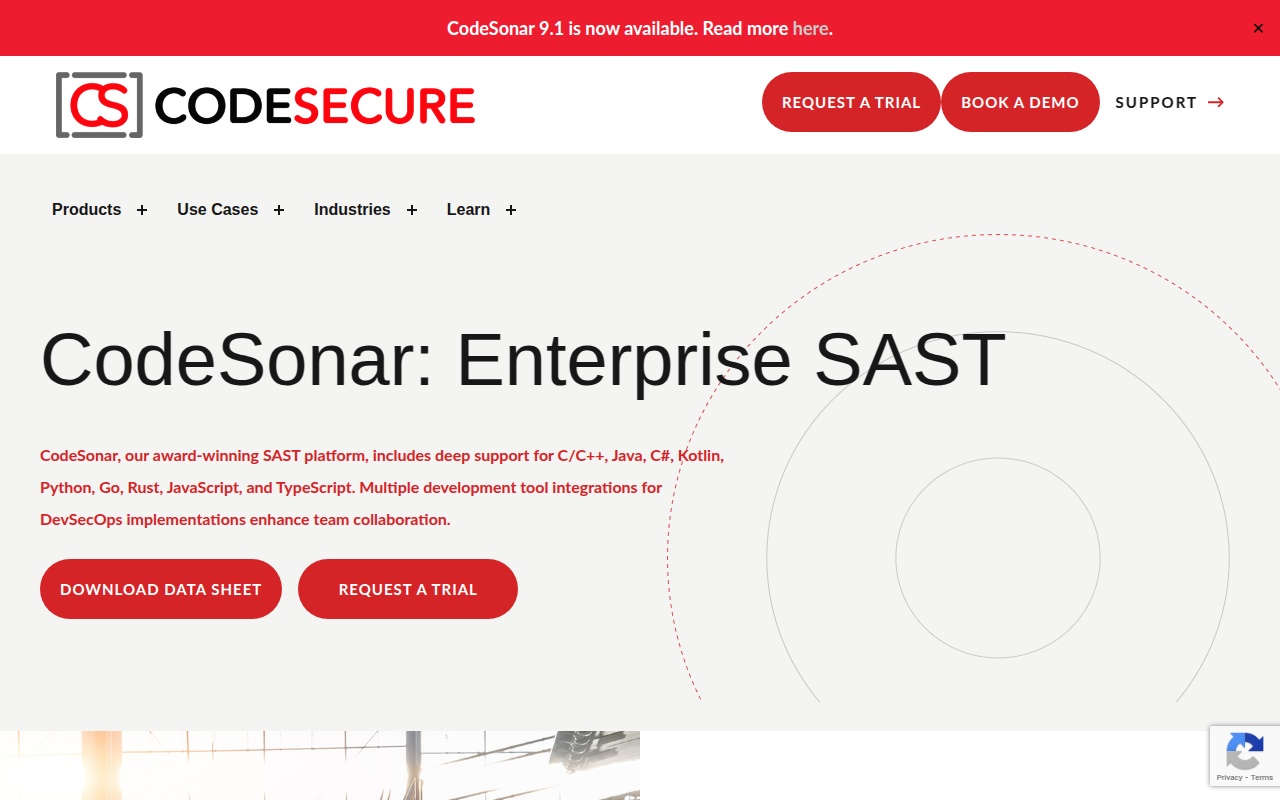 CodeSonar 9.1 is now available. Read more here.
×
CS CODESECURE
REQUEST A TRIAL
BOOK A DEMO
SUPPORT →
Products +
Use Cases +
Industries +
Learn +
CodeSonar: Enterprise SAST
CodeSonar, our award-winning SAST platform, includes deep support for C/C++, Java, C#, Kotlin,
Python, Go, Rust, JavaScript, and TypeScript. Multiple development tool integrations for
DevSecOps implementations enhance team collaboration.
DOWNLOAD DATA SHEET
REQUEST A TRIAL
Privacy - Terms